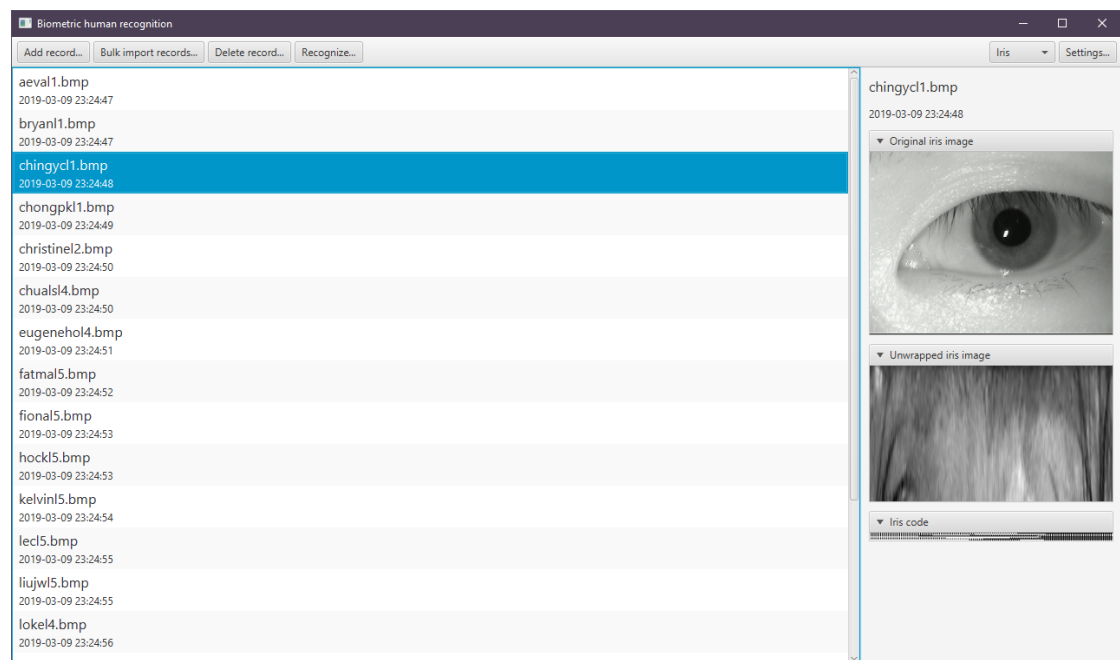 Biometric human recognition
Add record... Bulk import records... Delete record... Recognize... Iris Settings...
aeval1.bmp
2019-03-09 23:24:47
bryanl1.bmp
2019-03-09 23:24:47
chingycl1.bmp
2019-03-09 23:24:48
chongpkl1.bmp
2019-03-09 23:24:49
christinel2.bmp
2019-03-09 23:24:50
chualsl4.bmp
2019-03-09 23:24:50
eugenehol4.bmp
2019-03-09 23:24:51
fatmal5.bmp
2019-03-09 23:24:52
fional5.bmp
2019-03-09 23:24:53
hockl5.bmp
2019-03-09 23:24:53
kelvinl5.bmp
2019-03-09 23:24:54
lecl5.bmp
2019-03-09 23:24:55
liujwl5.bmp
2019-03-09 23:24:55
lokel4.bmp
2019-03-09 23:24:56
chingycl1.bmp
2019-03-09 23:24:48
Original iris image
Unwrapped iris image
Iris code